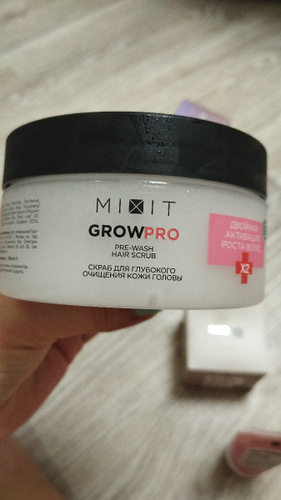 MIXIT
GROWPRO
PRE-WASH
HAIR SCRUB
СКРАБ ДЛЯ ГЛУБОКОГО
ОЧИЩЕНИЯ КОЖИ ГОЛОВЫ
ДВОЙНАЯ
АКТИВАЦИЯ
РОСТА ВОЛОС
X2